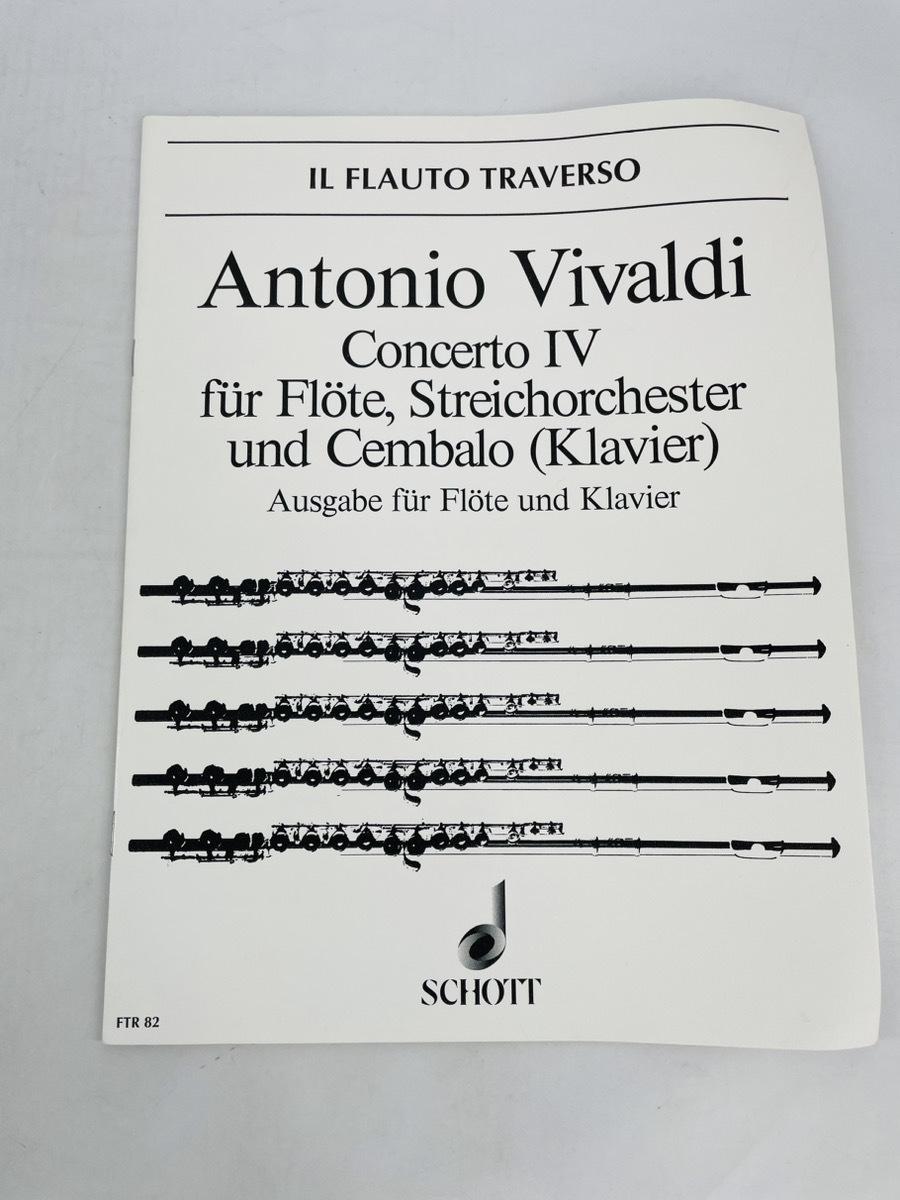 IL FLAUTO TRAVERSO
Antonio Vivaldi
Concerto IV
für Flöte, Streichorchester
und Cembalo (Klavier)
Ausgabe für Flöte und Klavier
SCHOTT
FTR 82